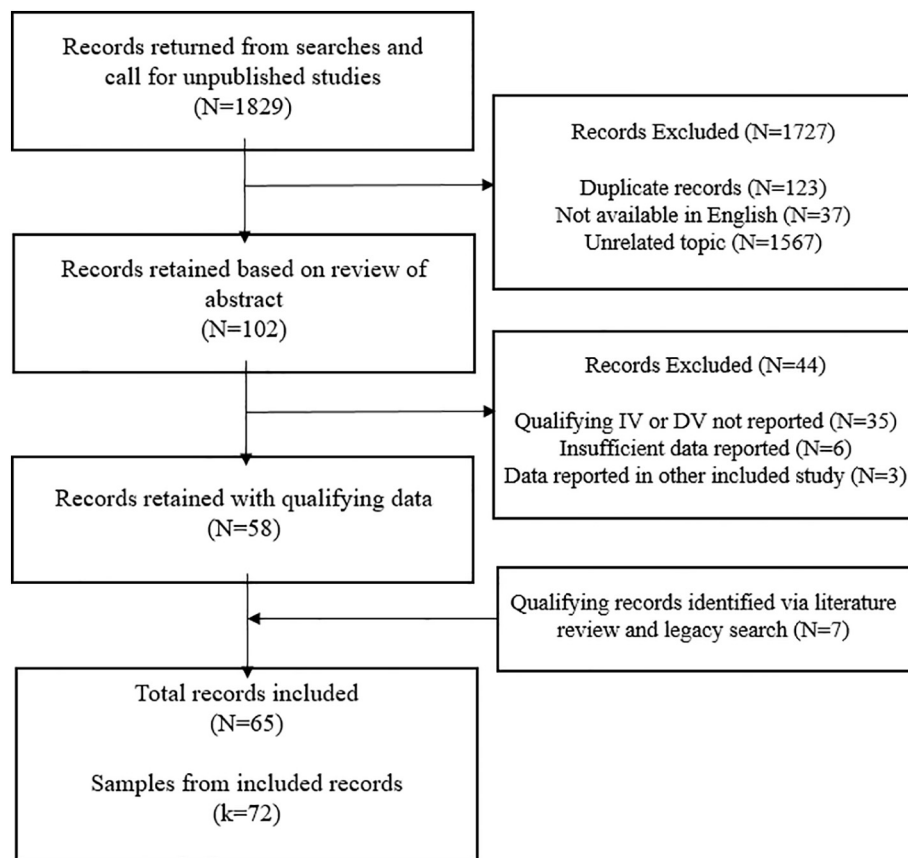 Records returned from searches and
call for unpublished studies
(N=1829)
Records Excluded (N=1727)
Duplicate records (N=123)
Not available in English (N=37)
Unrelated topic (N=1567)
Records retained based on review of
abstract
(N=102)
Records Excluded (N=44)
Qualifying IV or DV not reported (N=35)
Insufficient data reported (N=6)
Data reported in other included study (N=3)
Records retained with qualifying data
(N=58)
Qualifying records identified via literature
review and legacy search (N=7)
Total records included
(N=65)
Samples from included records
(k=72)